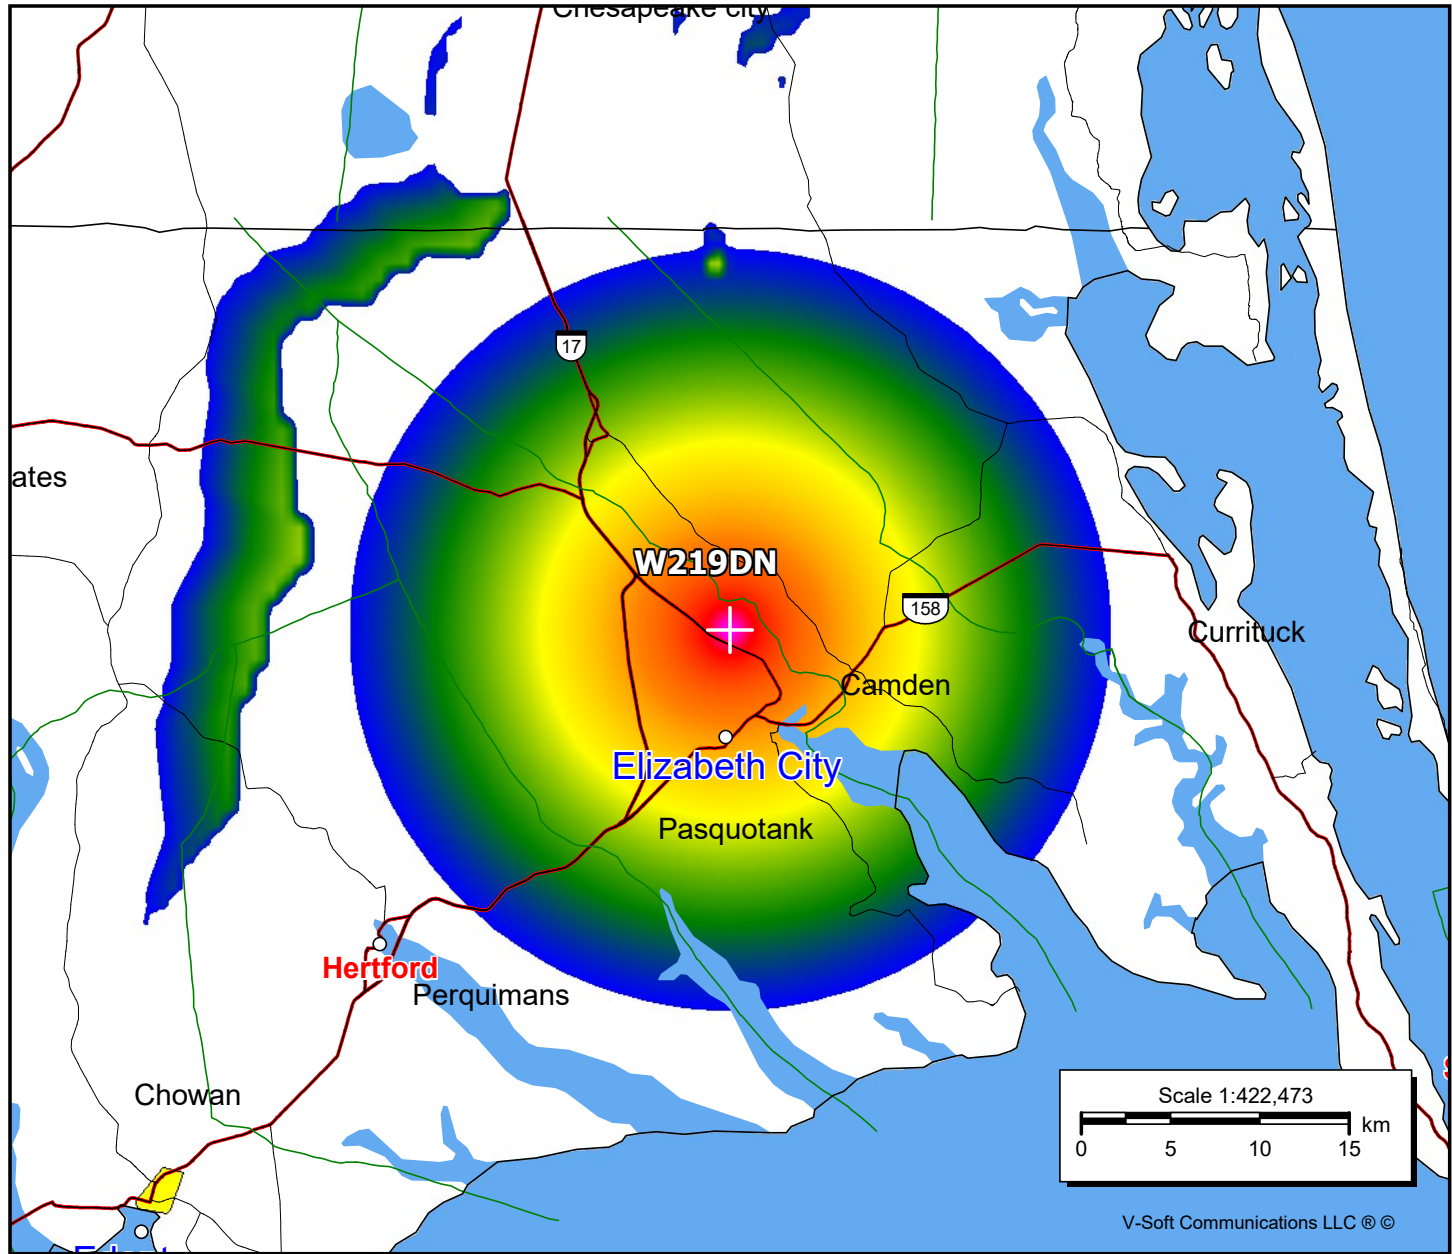 Chesapeake city
17
ates
W219DN
158
Currituck
Camden
Elizabeth City
Pasquotank
Hertford
Perquimans
Chowan
Scale 1:422,473
km
0 5 10 15
V-Soft Communications LLC ® ©